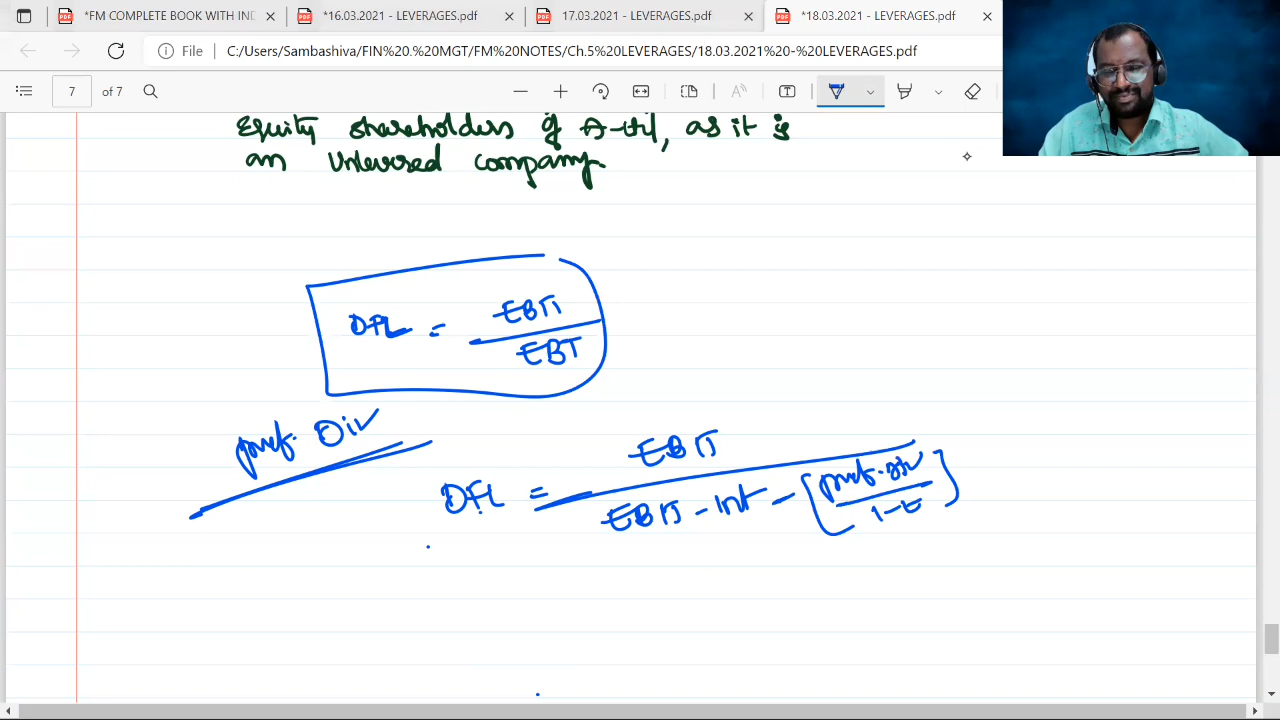 *FM COMPLETE BOOK WITH IND
*16.03.2021 - LEVERAGES.pdf
17.03.2021 - LEVERAGES.pdf
*18.03.2021 - LEVERAGES.pdf
File C:/Users/Sambashiva/FIN%20.%20MGT/FM%20NOTES/Ch.5%20LEVERAGES/18.03.2021%20-%20LEVERAGES.pdf
7 of 7
Equity shareholders of A-Ltd, as it is
an unlevered company
DFL = EBIT
EBT
pref. Div
DFL = EBIT
EBIT - Int - [pref. div
1-t]